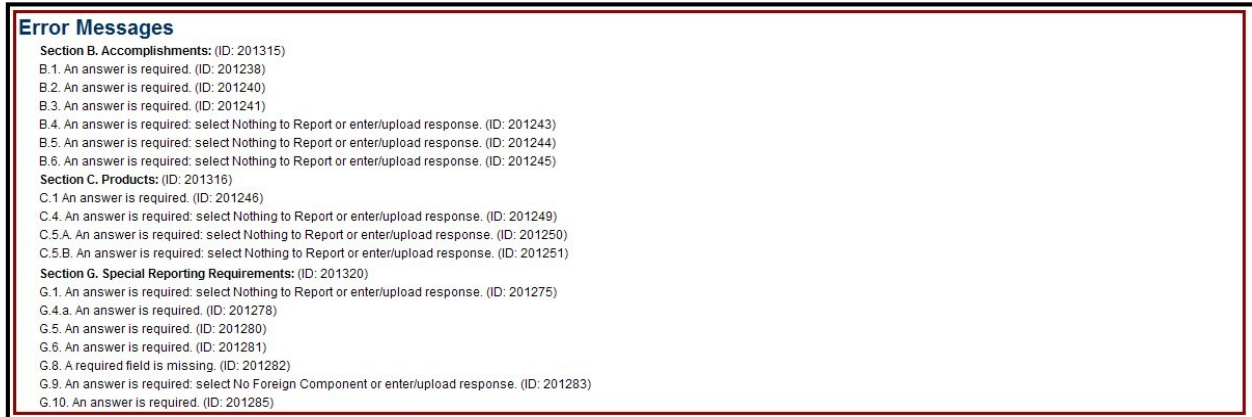 Error Messages
Section B. Accomplishments: (ID: 201315)
B.1. An answer is required. (ID: 201238)
B.2. An answer is required. (ID: 201240)
B.3. An answer is required. (ID: 201241)
B.4. An answer is required: select Nothing to Report or enter/upload response. (ID: 201243)
B.5. An answer is required: select Nothing to Report or enter/upload response. (ID: 201244)
B.6. An answer is required: select Nothing to Report or enter/upload response. (ID: 201245)
Section C. Products: (ID: 201316)
C.1 An answer is required. (ID: 201246)
C.4. An answer is required: select Nothing to Report or enter/upload response. (ID: 201249)
C.5.A. An answer is required: select Nothing to Report or enter/upload response. (ID: 201250)
C.5.B. An answer is required: select Nothing to Report or enter/upload response. (ID: 201251)
Section G. Special Reporting Requirements: (ID: 201320)
G.1. An answer is required: select Nothing to Report or enter/upload response. (ID: 201275)
G.4.a. An answer is required. (ID: 201278)
G.5. An answer is required. (ID: 201280)
G.6. An answer is required. (ID: 201281)
G.8. A required field is missing. (ID: 201282)
G.9. An answer is required: select No Foreign Component or enter/upload response. (ID: 201283)
G.10. An answer is required. (ID: 201285)